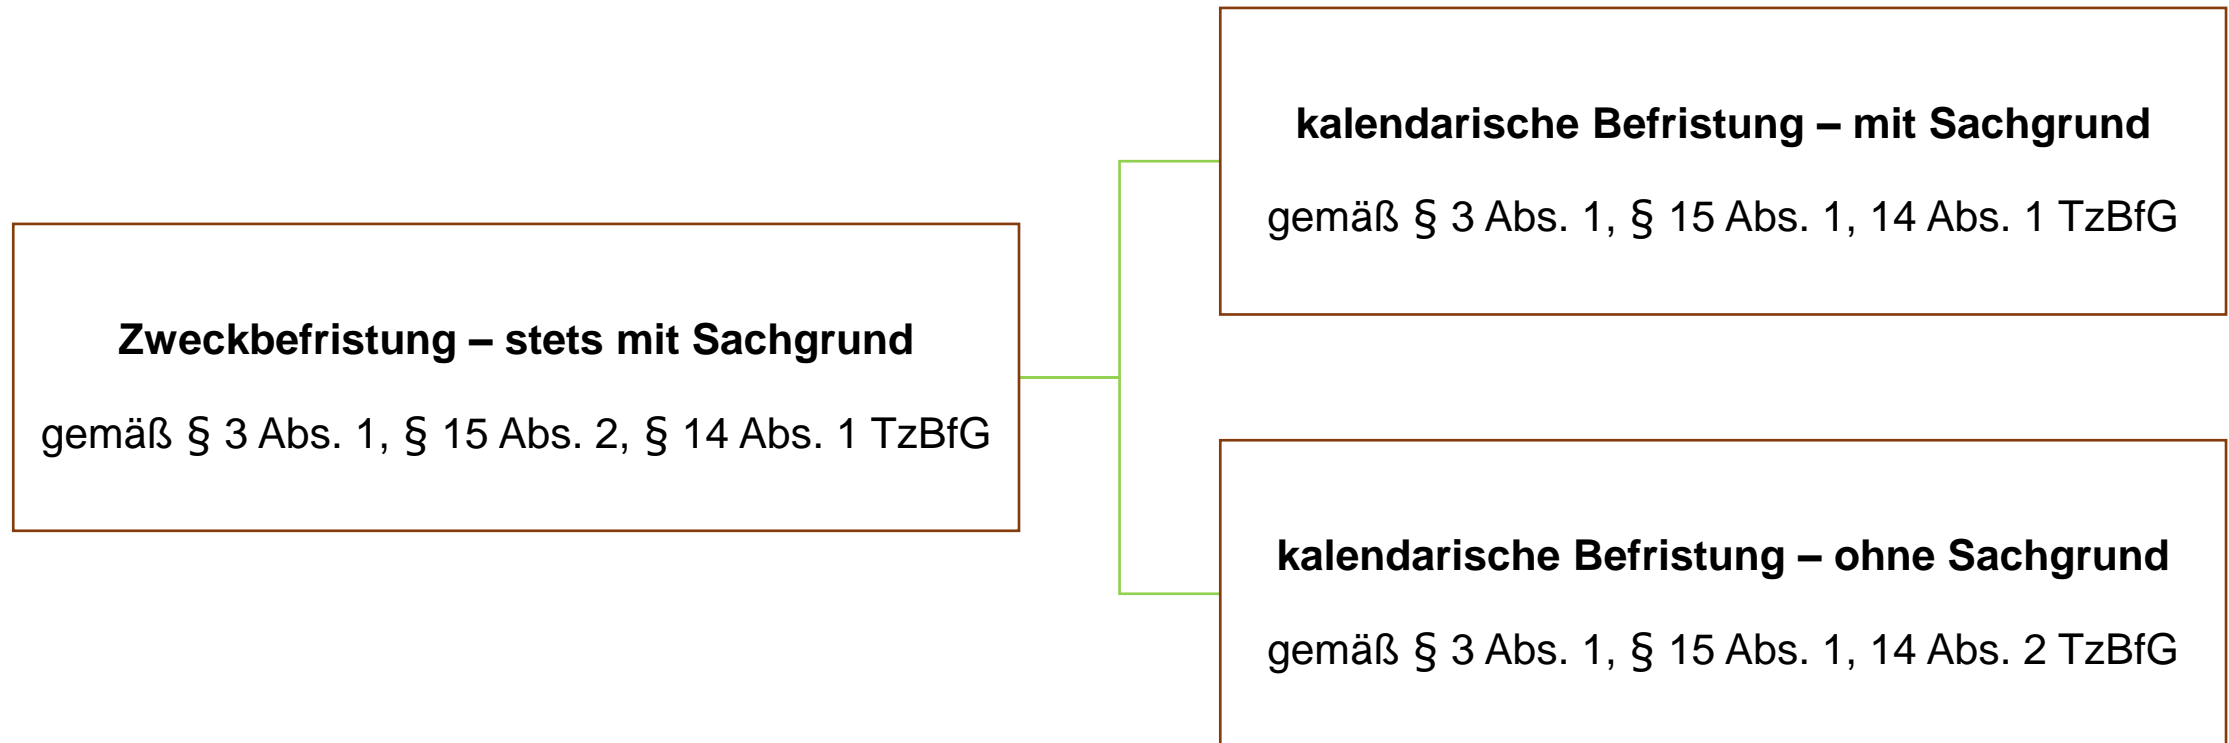 Zweckbefristung – stets mit Sachgrund
gemäß § 3 Abs. 1, § 15 Abs. 2, § 14 Abs. 1 TzBfG
kalendarische Befristung – mit Sachgrund
gemäß § 3 Abs. 1, § 15 Abs. 1, 14 Abs. 1 TzBfG
kalendarische Befristung – ohne Sachgrund
gemäß § 3 Abs. 1, § 15 Abs. 1, 14 Abs. 2 TzBfG